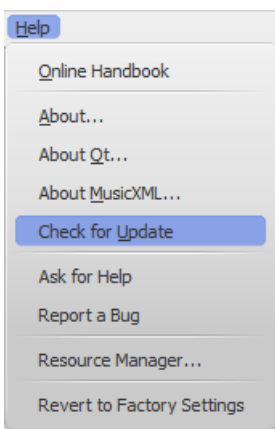 Help
Online Handbook
About...
About Qt...
About MusicXML...
Check for Update
Ask for Help
Report a Bug
Resource Manager...
Revert to Factory Settings